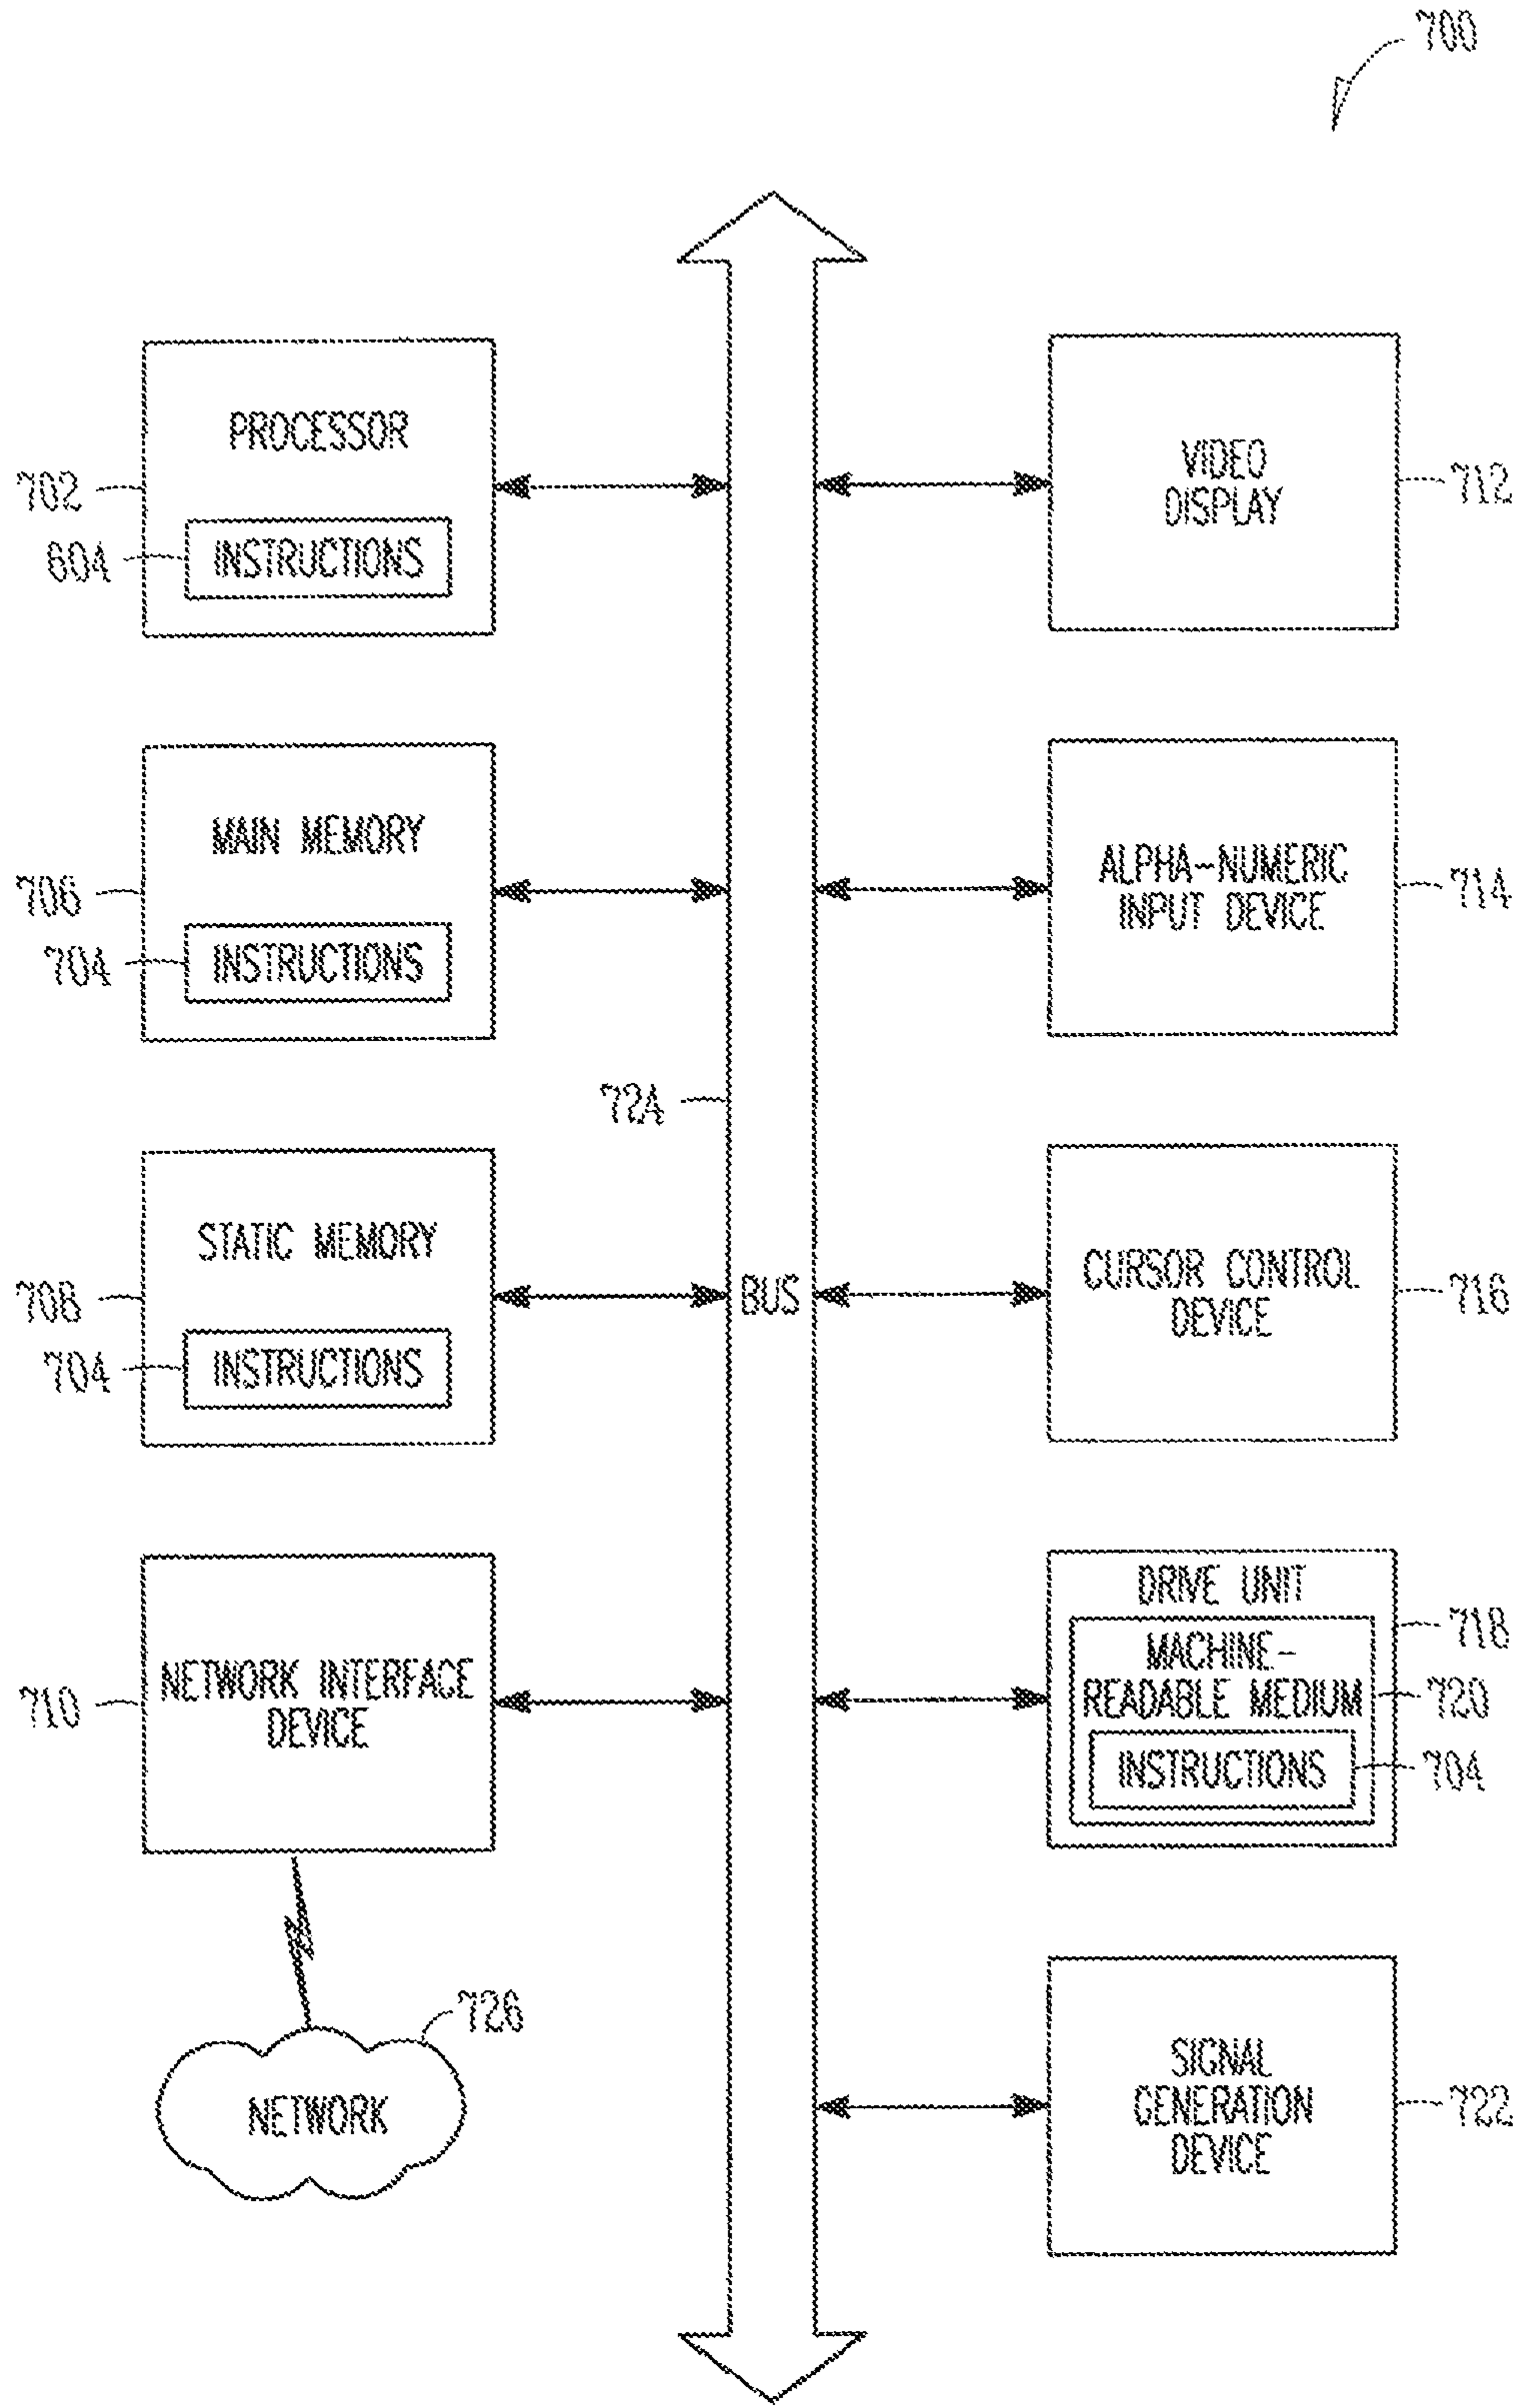 700
PROCESSOR
702
604
INSTRUCTIONS
VIDEO
DISPLAY
712
MAIN MEMORY
706
704
INSTRUCTIONS
ALPHA-NUMERIC
INPUT DEVICE
714
724
STATIC MEMORY
708
704
INSTRUCTIONS
BUS
CURSOR CONTROL
DEVICE
716
NETWORK INTERFACE
DEVICE
710
DRIVE UNIT
718
MACHINE-
READABLE MEDIUM
720
INSTRUCTIONS
704
726
NETWORK
SIGNAL
GENERATION
DEVICE
722